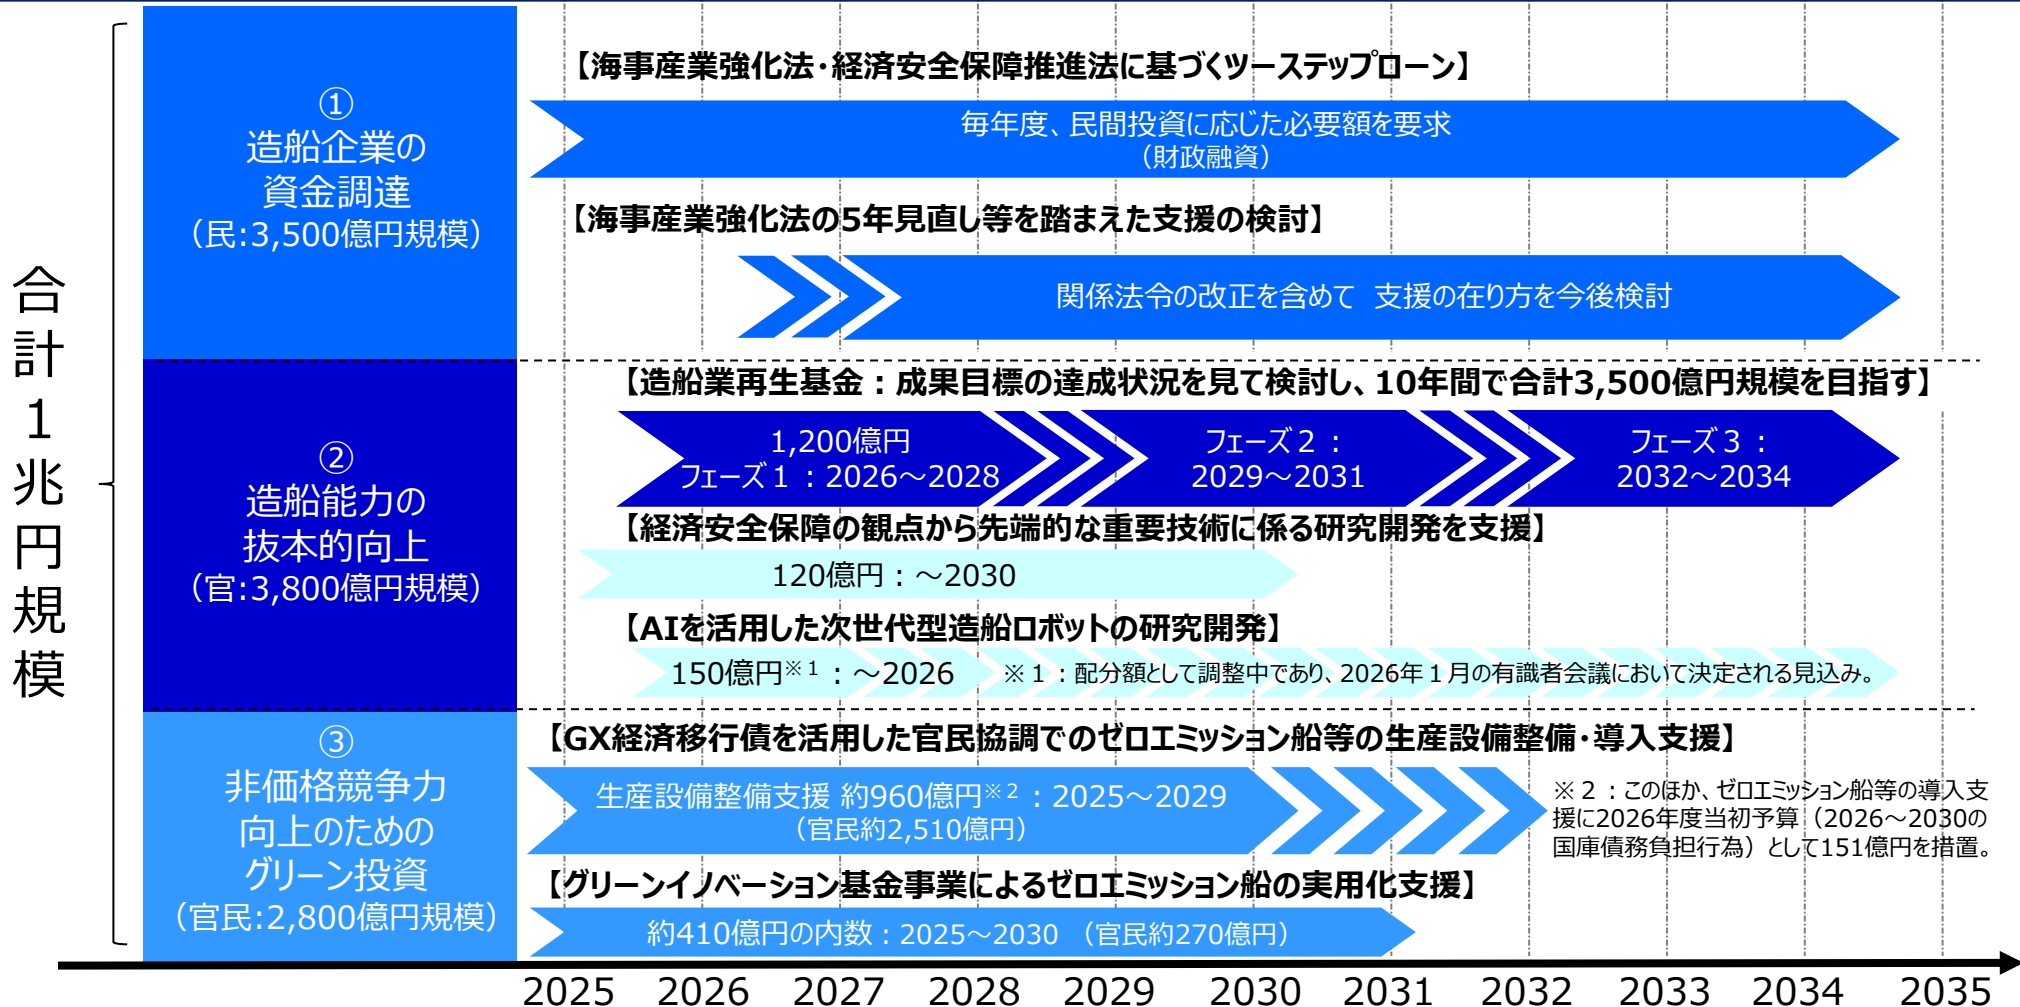 合計１兆円規模
①
造船企業の
資金調達
（民:3,500億円規模）
【海事産業強化法･経済安全保障推進法に基づくツーステップローン】
毎年度、民間投資に応じた必要額を要求
（財政融資）
【海事産業強化法の5年見直し等を踏まえた支援の検討】
関係法令の改正を含めて 支援の在り方を今後検討
②
造船能力の
抜本的向上
（官:3,800億円規模）
【造船業再生基金：成果目標の達成状況を見て検討し、10年間で合計3,500億円規模を目指す】
1,200億円
フェーズ１：2026～2028
フェーズ２：
2029～2031
フェーズ３：
2032～2034
【経済安全保障の観点から先端的な重要技術に係る研究開発を支援】
120億円：～2030
【AIを活用した次世代型造船ロボットの研究開発】
150億円※１：～2026
※１：配分額として調整中であり、2026年１月の有識者会議において決定される見込み。
③
非価格競争力
向上のための
グリーン投資
（官民:2,800億円規模）
【GX経済移行債を活用した官民協調でのゼロエミッション船等の生産設備整備･導入支援】
生産設備整備支援 約960億円※２：2025～2029
（官民約2,510億円）
※２：このほか、ゼロエミッション船等の導入支
援に2026年度当初予算（2026～2030の
国庫債務負担行為）として151億円を措置。
【グリーンイノベーション基金事業によるゼロエミッション船の実用化支援】
約410億円の内数：2025～2030 （官民約270億円）
2025 2026 2027 2028 2029 2030 2031 2032 2033 2034 2035